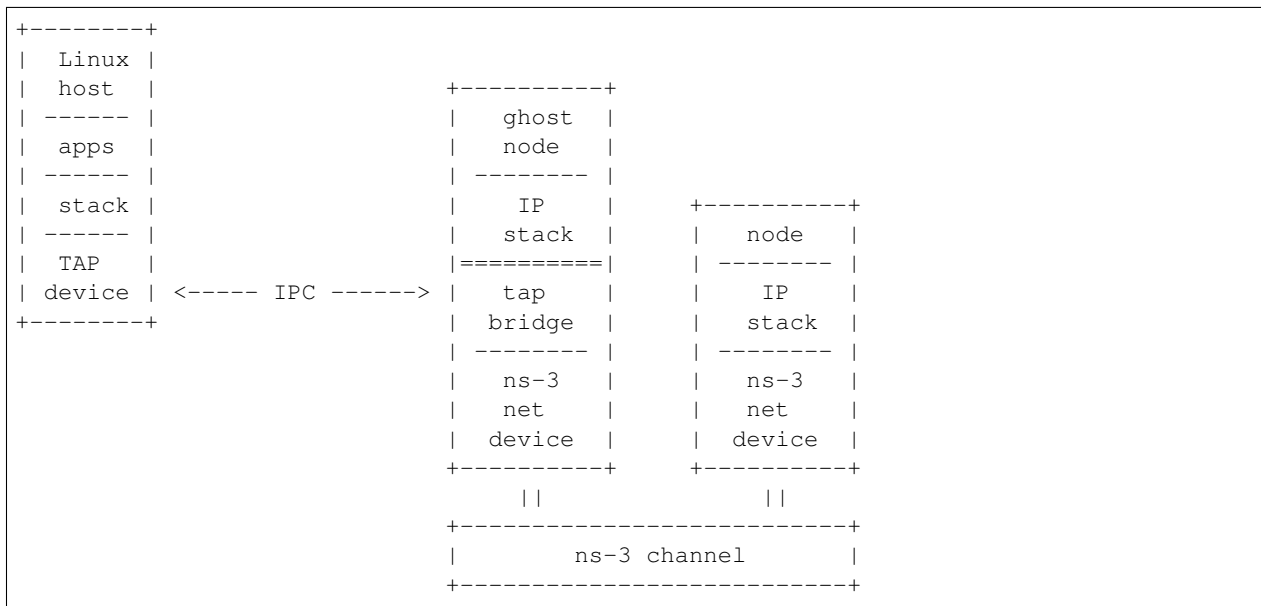 +--------+
|  Linux |
|  host  |                    +----------+
| ------ |                    |   ghost  |
|  apps  |                    |   node   |
| ------ |                    | -------- |
|  stack |                    |    IP    |     +----------+
| ------ |                    |   stack  |     |   node   |
|  TAP   |                    |==========|     | -------- |
| device | <----- IPC ------> |   tap    |     |    IP    |
+--------+                    |  bridge  |     |   stack  |
                              | -------- |     | -------- |
                              |   ns-3   |     |   ns-3   |
                              |   net    |     |   net    |
                              |  device  |     |  device  |
                              +----------+     +----------+
                                   ||               ||
                              +---------------------------+
                              |        ns-3 channel       |
                              +---------------------------+